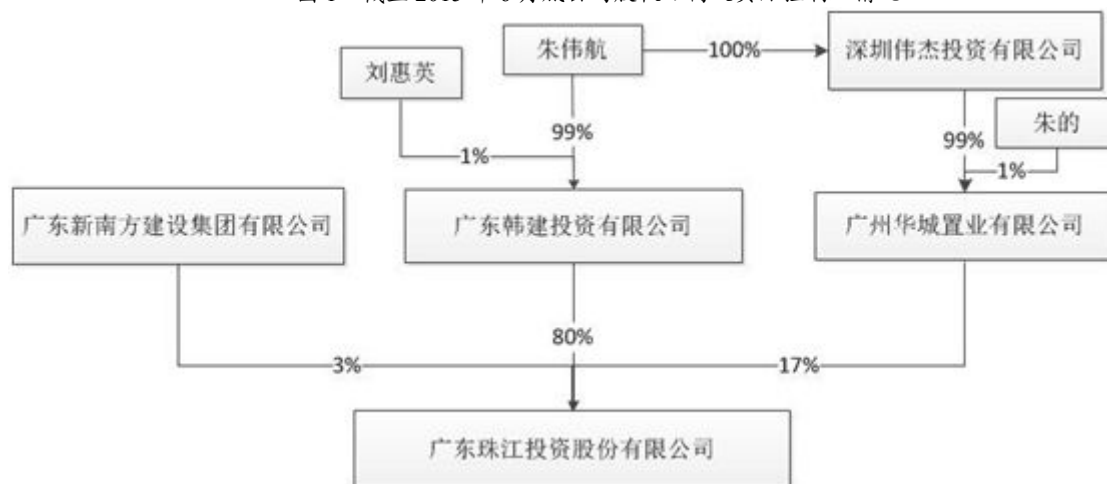 朱伟航
100%
深圳伟杰投资有限公司
刘惠英
99%
99%
朱的
1%
1%
广东新南方建设集团有限公司
广东韩建投资有限公司
广州华城置业有限公司
80%
3%
17%
广东珠江投资股份有限公司